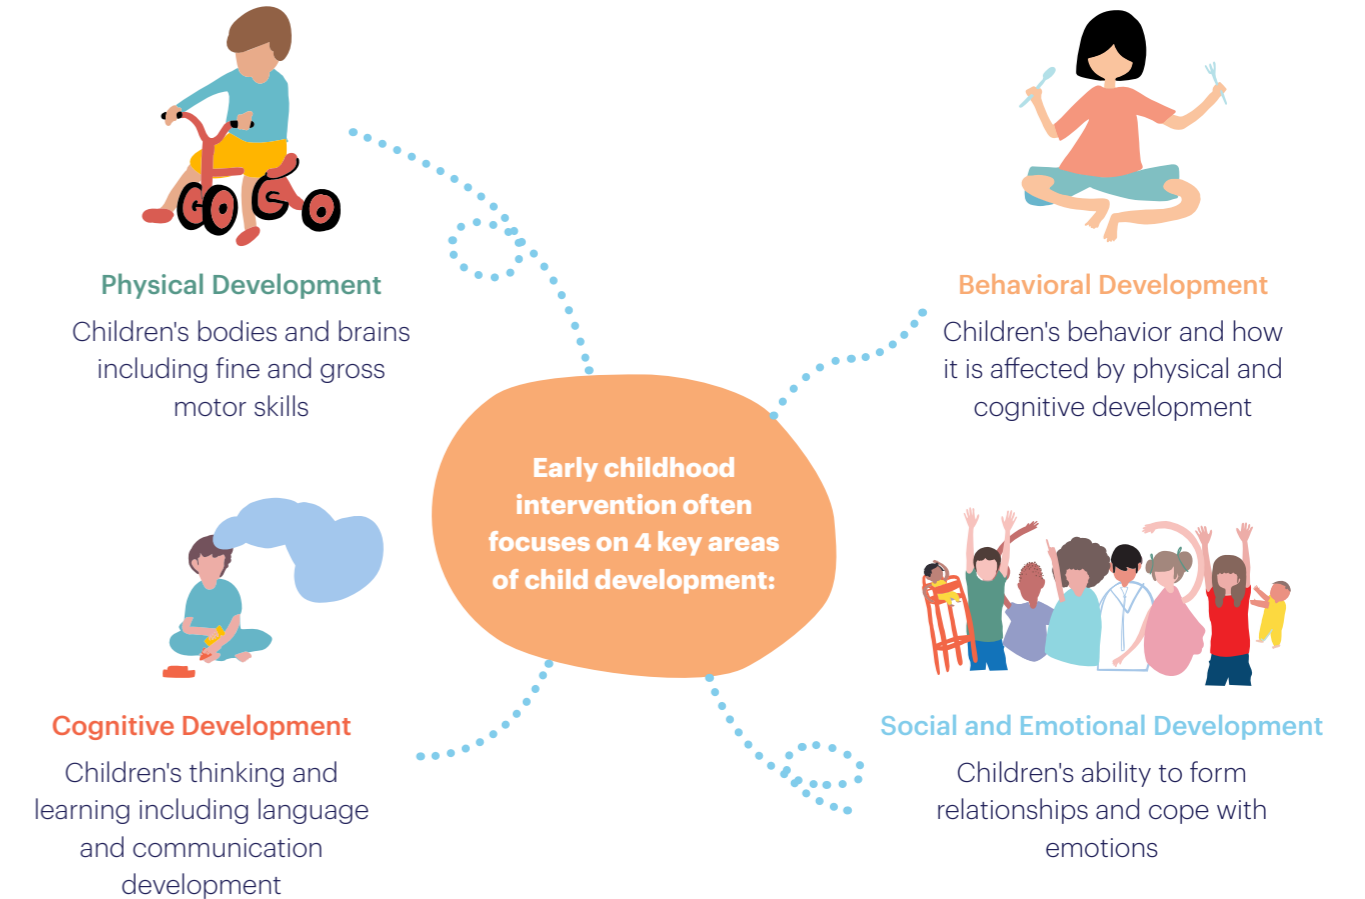 Physical Development
Children's bodies and brains
including fine and gross
motor skills
Behavioral Development
Children's behavior and how
it is affected by physical and
cognitive development
Early childhood
intervention often
focuses on 4 key areas
of child development:
Cognitive Development
Children's thinking and
learning including language
and communication
development
Social and Emotional Development
Children's ability to form
relationships and cope with
emotions